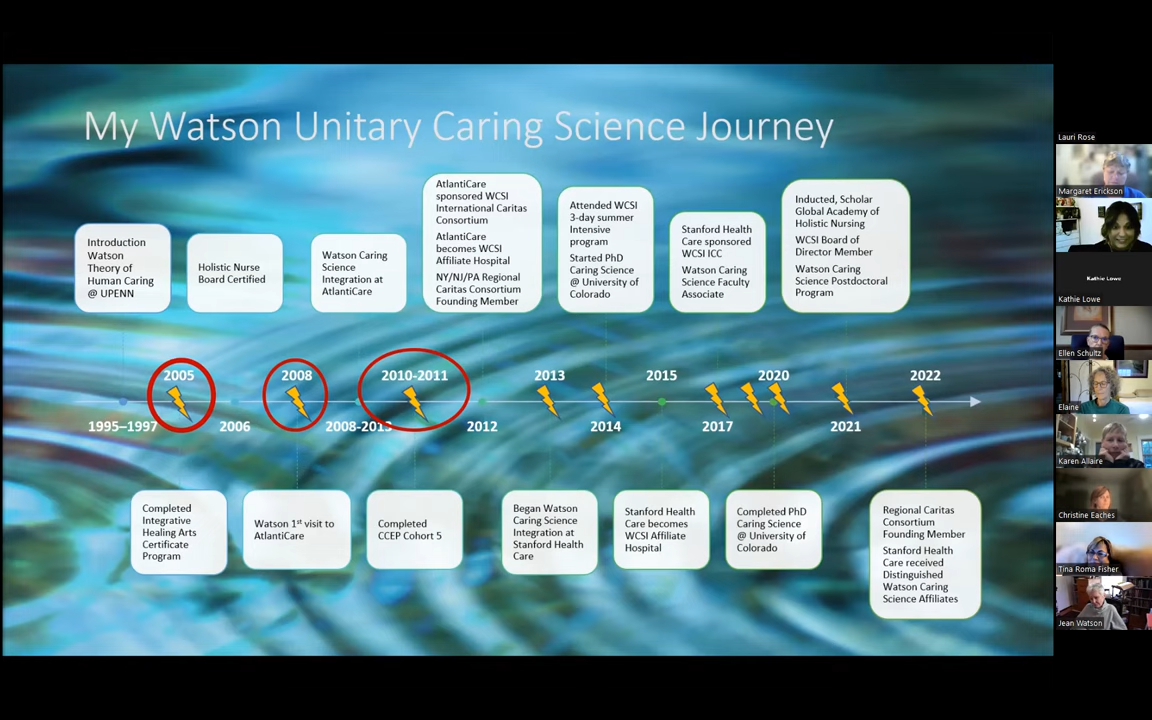 My Watson Unitary Caring Science Journey
Introduction
Watson
Theory of
Human Caring
@ UPENN
Holistic Nurse
Board Certified
Watson Caring
Science
Integration at
AtlantiCare
AtlantiCare
sponsored WCSI
International Caritas
Consortium
AtlantiCare
becomes WCSI
Affiliate Hospital
NY/NJ/PA Regional
Caritas Consortium
Founding Member
Attended WCSI
3-day summer
Intensive
program
Started PhD
Caring Science
@ University of
Colorado
Stanford Health
Care sponsored
WCSI ICC
Watson Caring
Science Faculty
Associate
Inducted, Scholar
Global Academy of
Holistic Nursing
WCSI Board of
Director Member
Watson Caring
Science Postdoctoral
Program
2005
2008
2010-2011
2013
2015
2020
2022
1995–1997
2006
2008-2013
2012
2014
2017
2021
Completed
Integrative
Healing Arts
Certificate
Program
Watson 1st visit to
AtlantiCare
Completed
CCEP Cohort 5
Began Watson
Caring Science
Integration at
Stanford Health
Care
Stanford Health
Care becomes
WCSI Affiliate
Hospital
Completed PhD
Caring Science
@ University of
Colorado
Regional Caritas
Consortium
Founding Member
Stanford Health
Care received
Distinguished
Watson Caring
Science Affiliates
Lauri Rose
Margaret Erickson
Kathie Lowe
Kathie Lowe
Ellen Schultz
Elaine
Karen Allaire
Christine Eaches
Tina Roma Fisher
Jean Watson